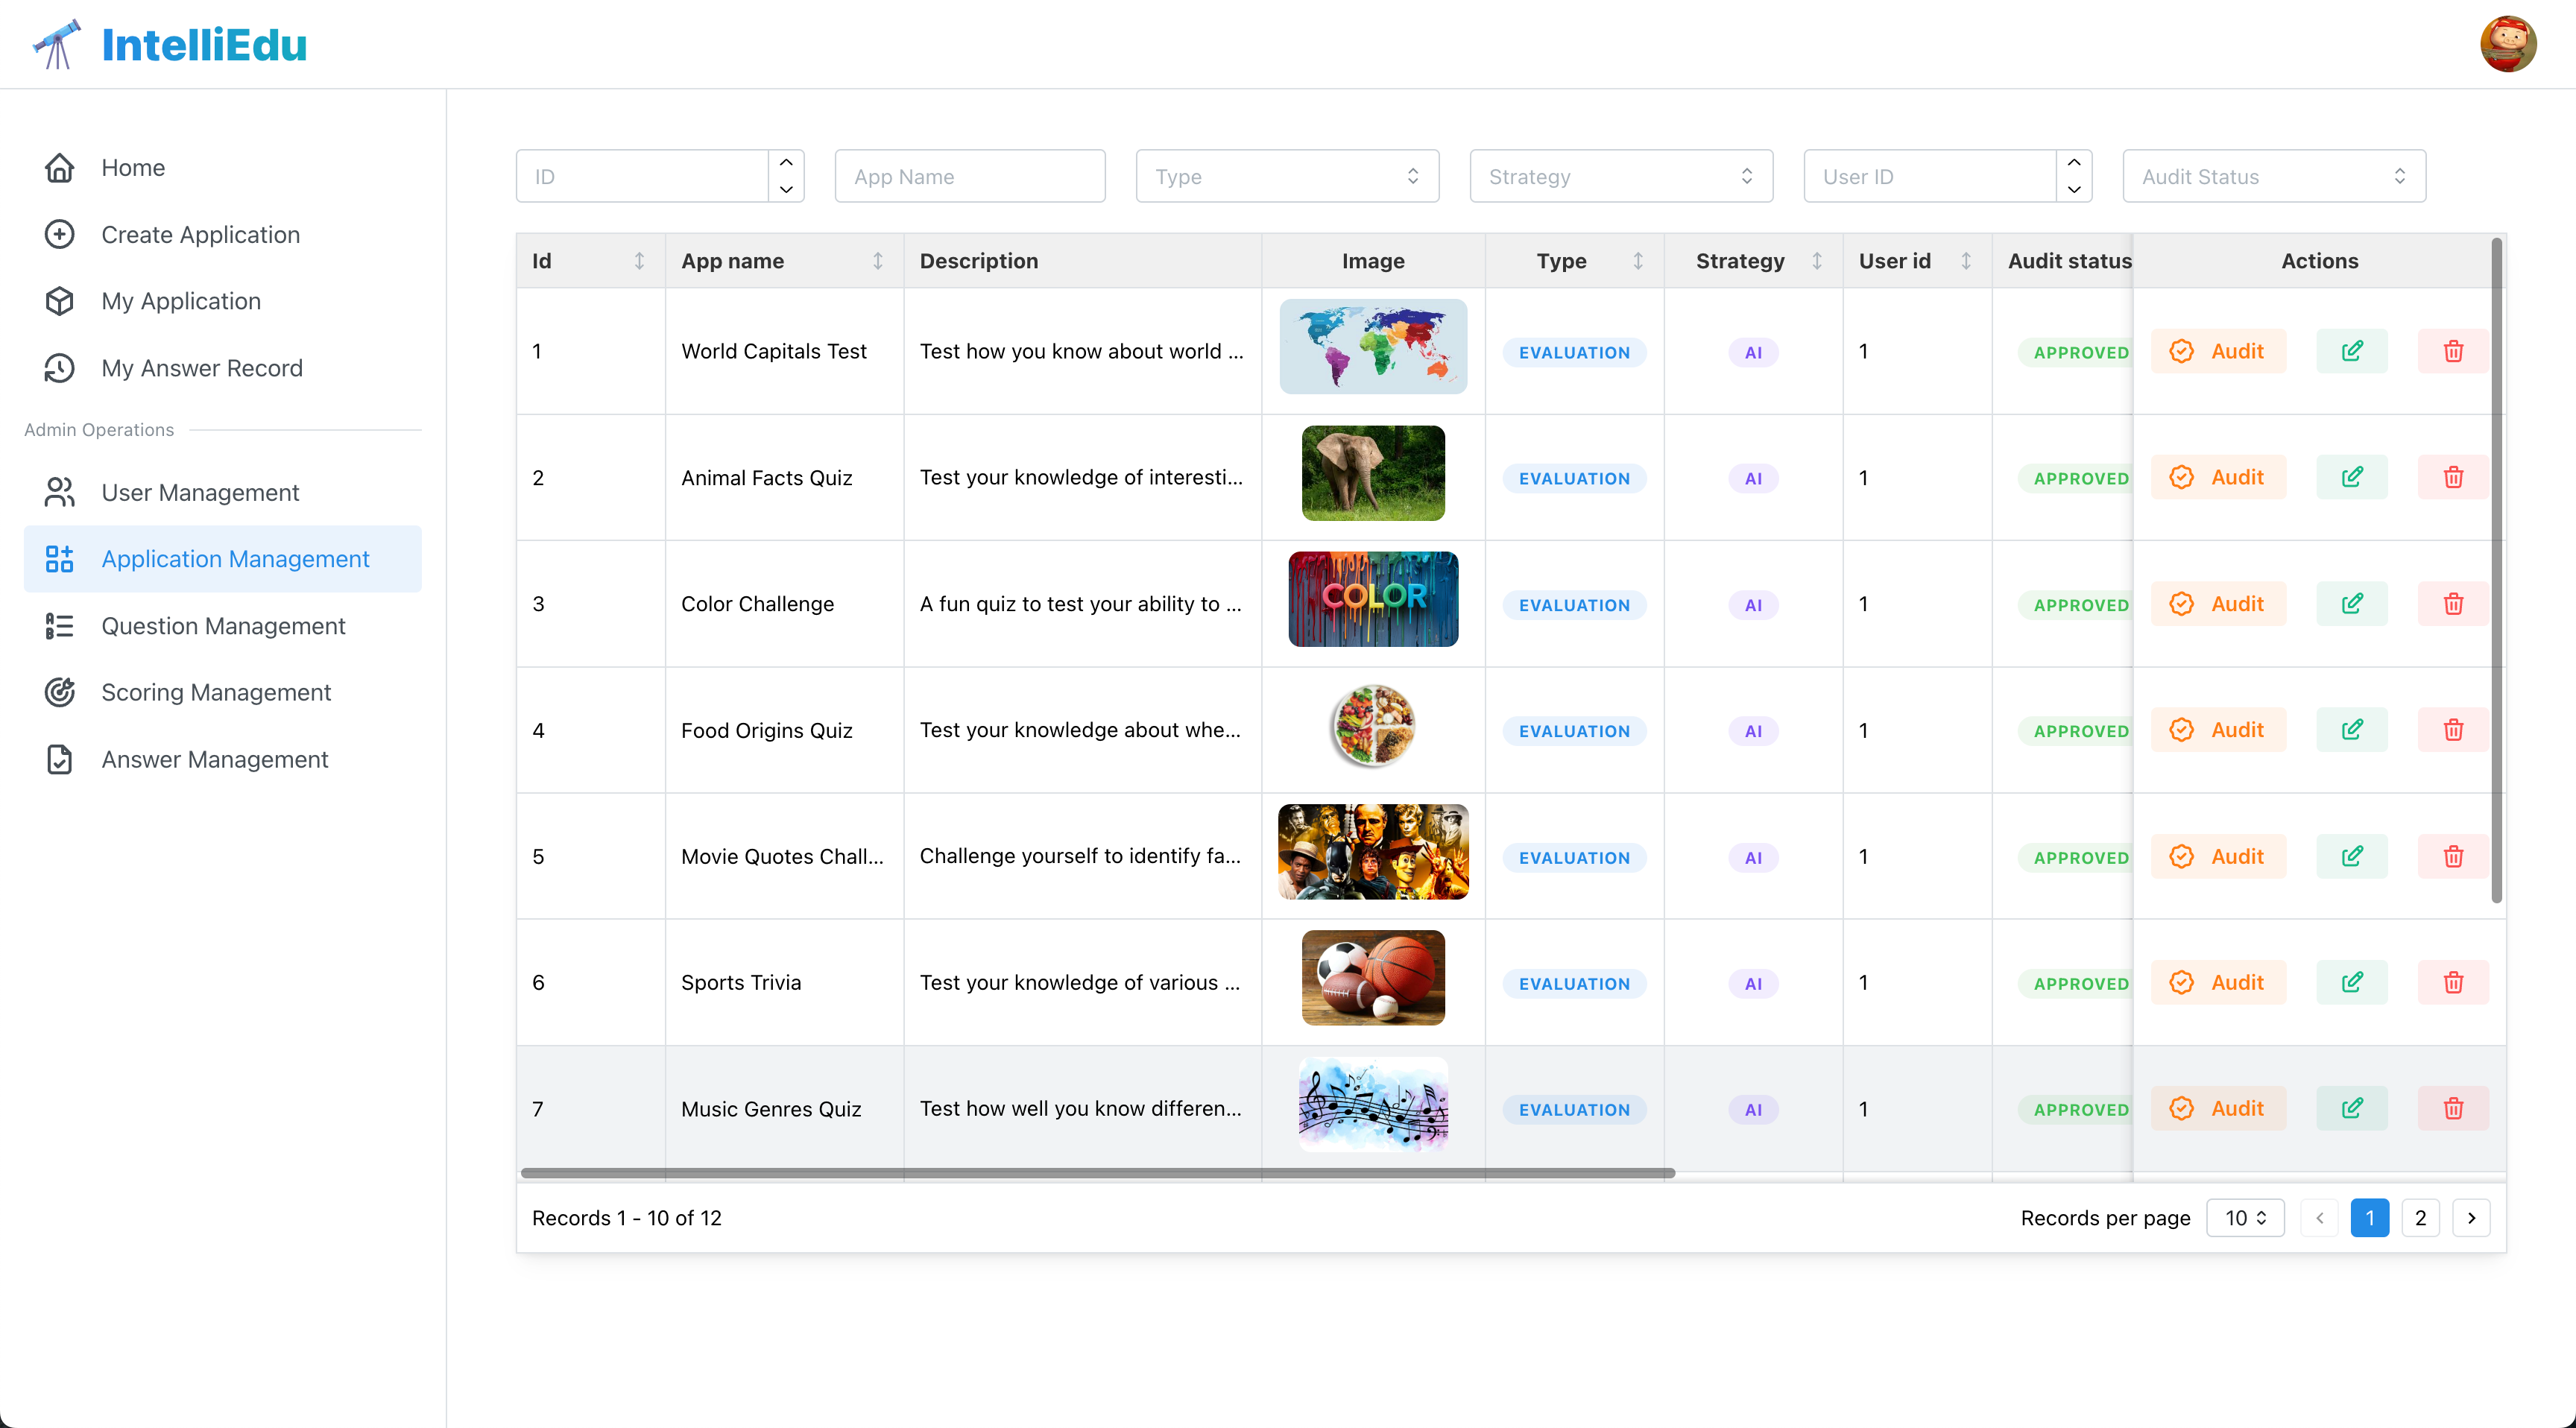 IntelliEdu
Home
Create Application
My Application
My Answer Record
Admin Operations
User Management
Application Management
Question Management
Scoring Management
Answer Management
ID App Name Type Strategy User ID Audit Status
Id App name Description Image Type Strategy User id Audit status Actions
1 World Capitals Test Test how you know about world ... EVALUATION AI 1 APPROVED Audit
2 Animal Facts Quiz Test your knowledge of interesti... EVALUATION AI 1 APPROVED Audit
3 Color Challenge A fun quiz to test your ability to ... COLOR EVALUATION AI 1 APPROVED Audit
4 Food Origins Quiz Test your knowledge about whe... EVALUATION AI 1 APPROVED Audit
5 Movie Quotes Chall... Challenge yourself to identify fa... EVALUATION AI 1 APPROVED Audit
6 Sports Trivia Test your knowledge of various ... EVALUATION AI 1 APPROVED Audit
7 Music Genres Quiz Test how well you know differen... EVALUATION AI 1 APPROVED Audit
Records 1 - 10 of 12 Records per page 10 1 2